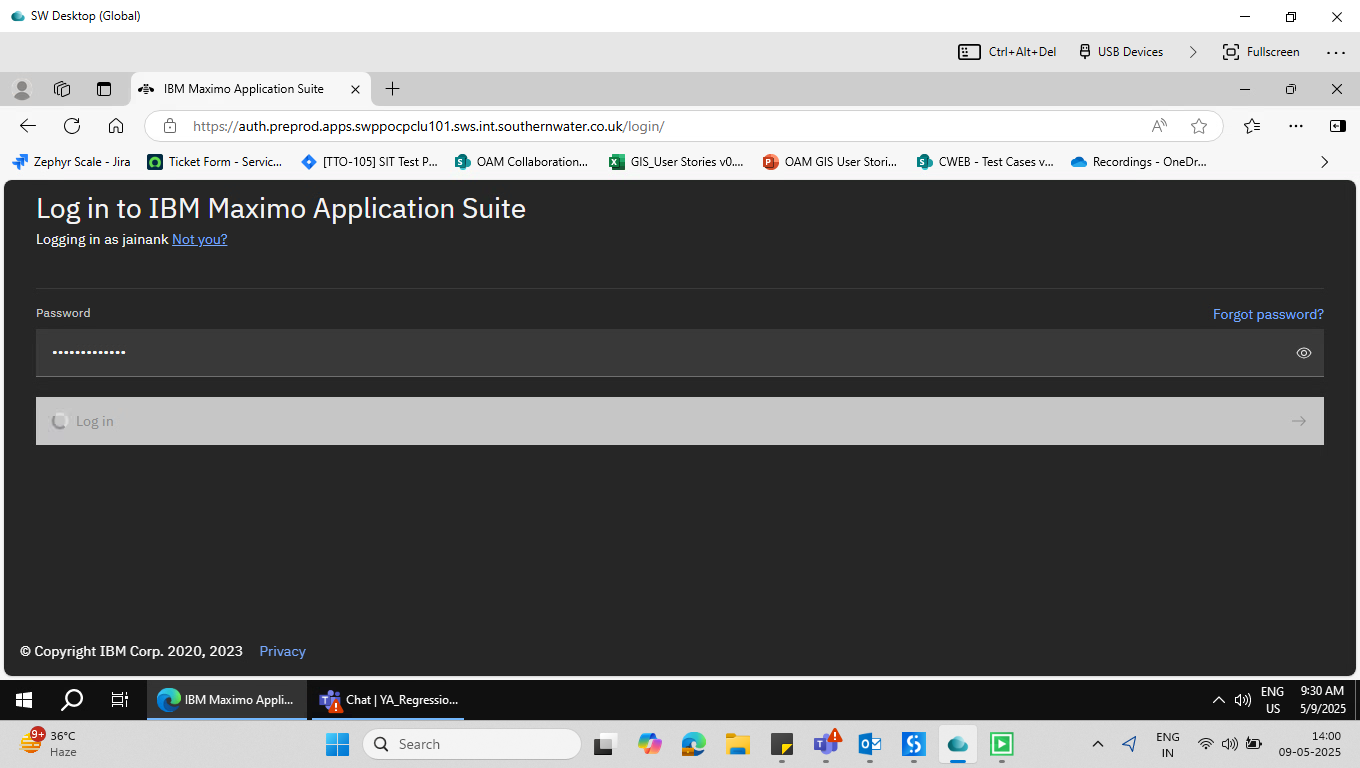 SW Desktop (Global)
Ctrl+Alt+Del USB Devices Fullscreen
IBM Maximo Application Suite
https://auth.preprod.apps.swppocpclu101.sws.int.southernwater.co.uk/login/
Zephyr Scale - Jira Ticket Form - Servic... [TTO-105] SIT Test P... OAM Collaboration... GIS_User Stories v0.... OAM GIS User Stori... CWEB - Test Cases v... Recordings - OneDr...
Log in to IBM Maximo Application Suite
Logging in as jainank Not you?
Password Forgot password?
Log in
© Copyright IBM Corp. 2020, 2023 Privacy
IBM Maximo Appli... Chat | YA_Regressio... ENG 9:30 AM
US 5/9/2025
9+ 36°C Search ENG 14:00
Haze IN 09-05-2025